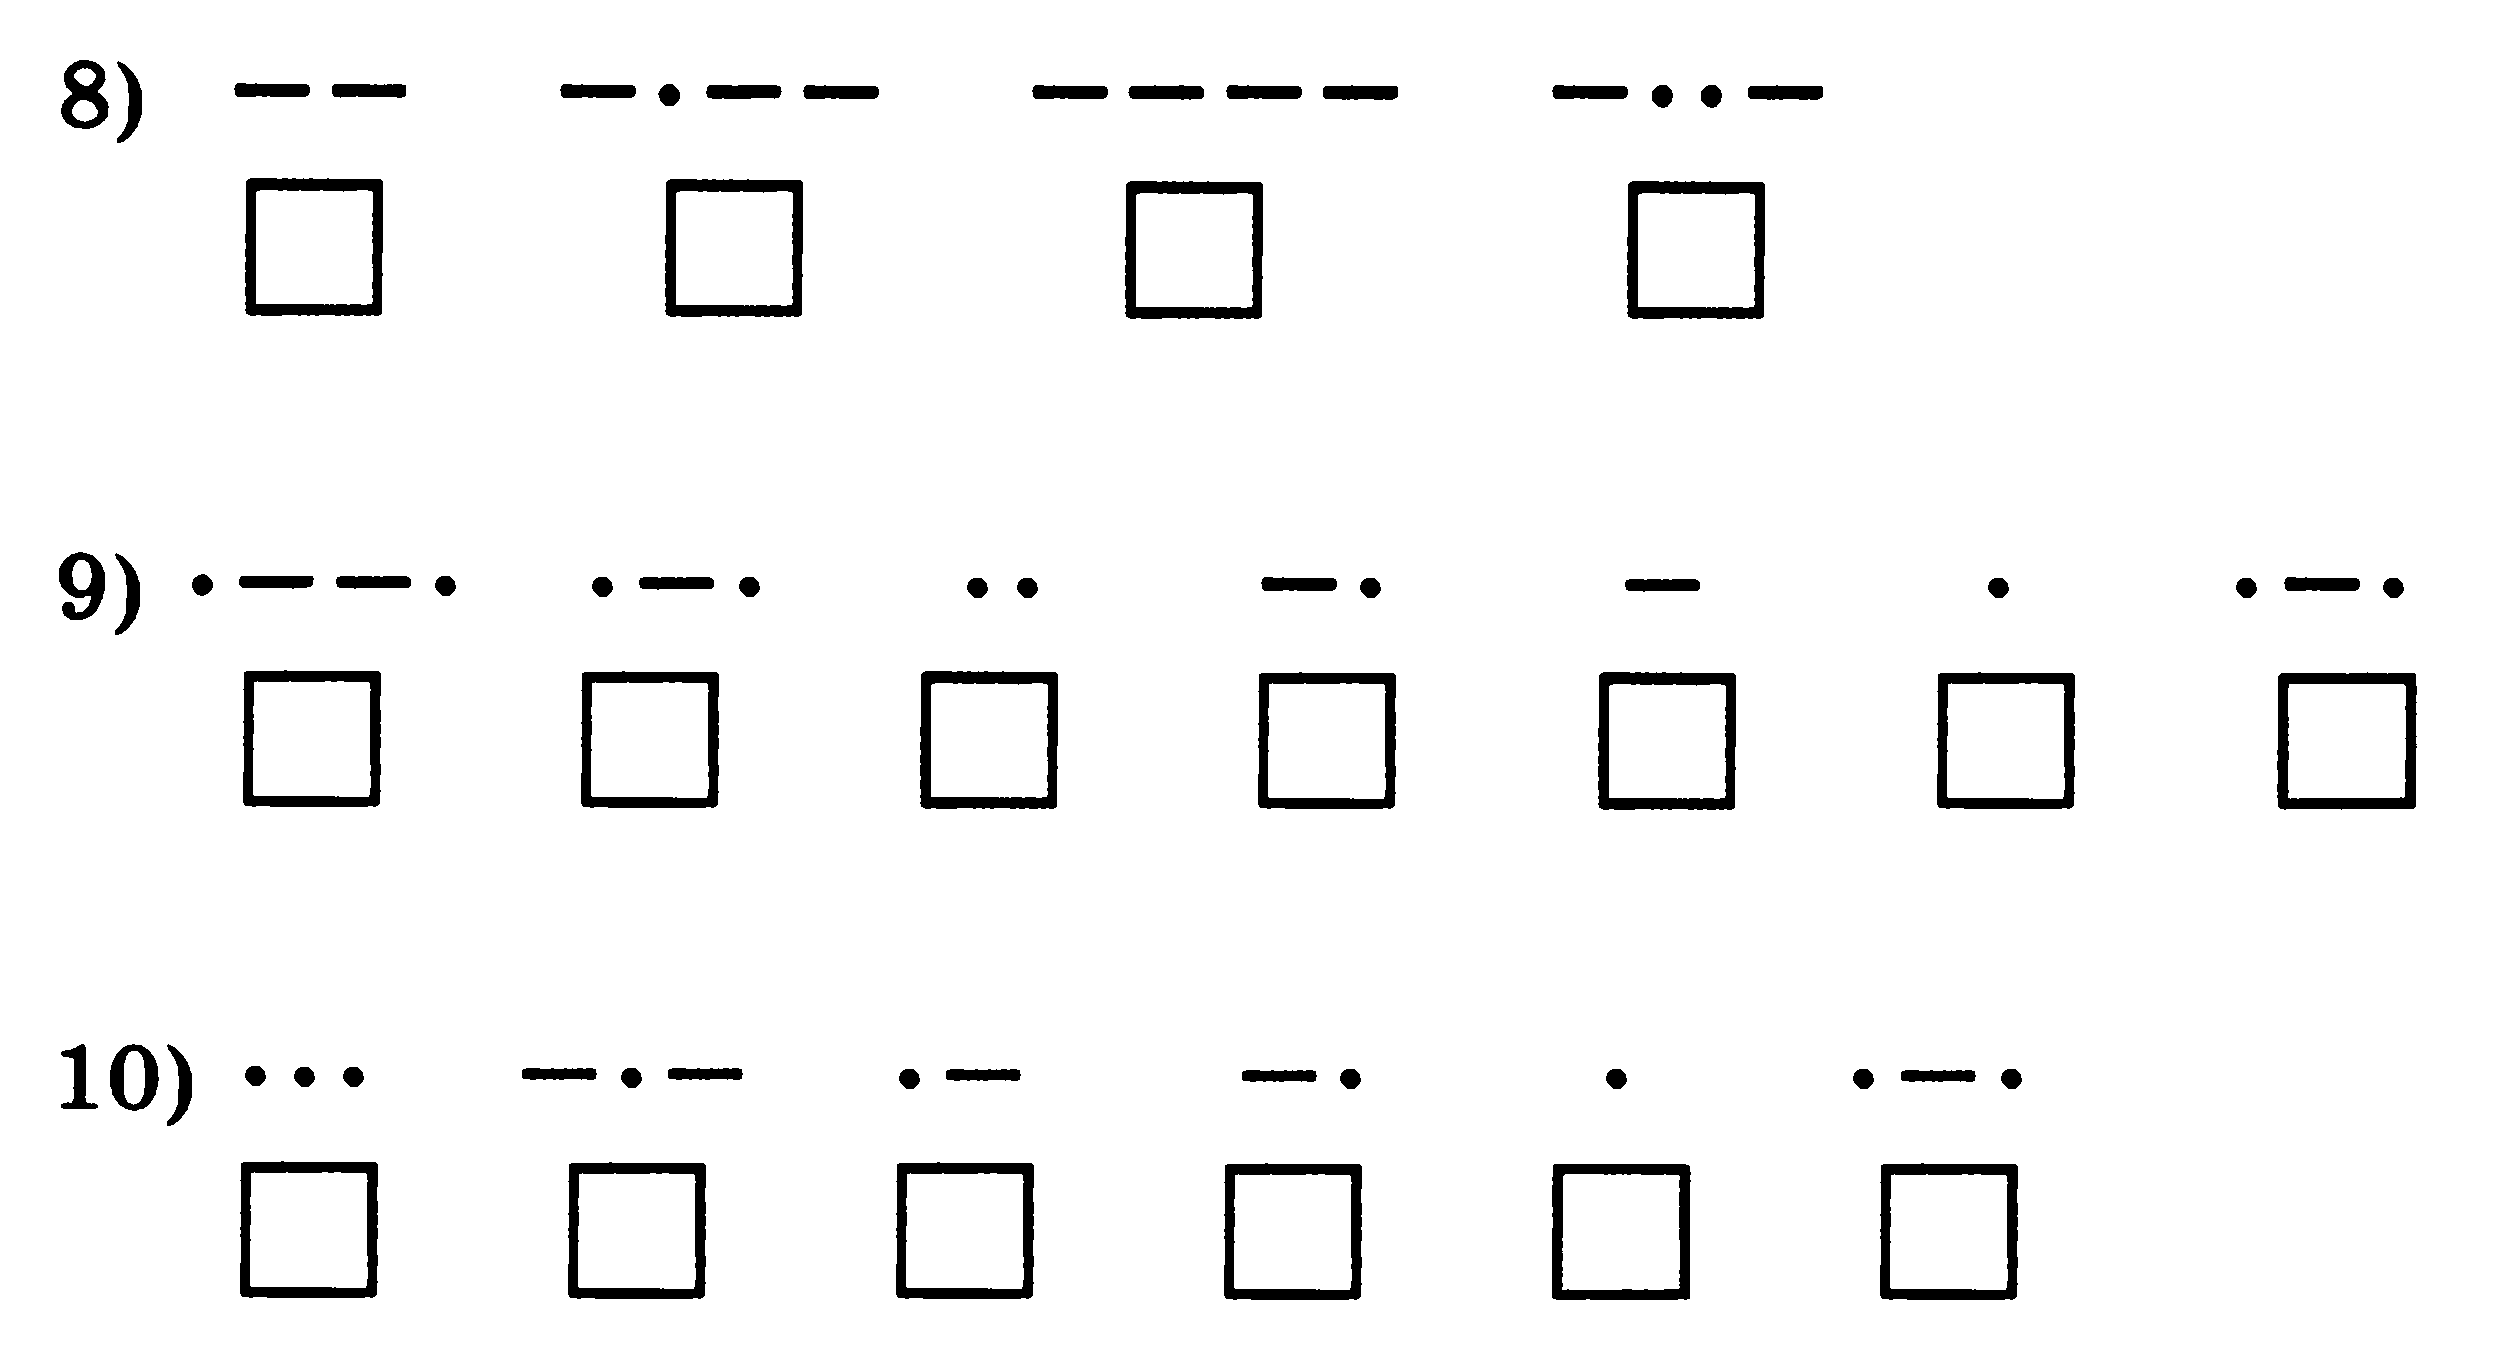 8) — — — · — — — — — — — · · —
9) · — — · · — · · · — · — · · — ·
10) · · · — · — · — — · · · — ·